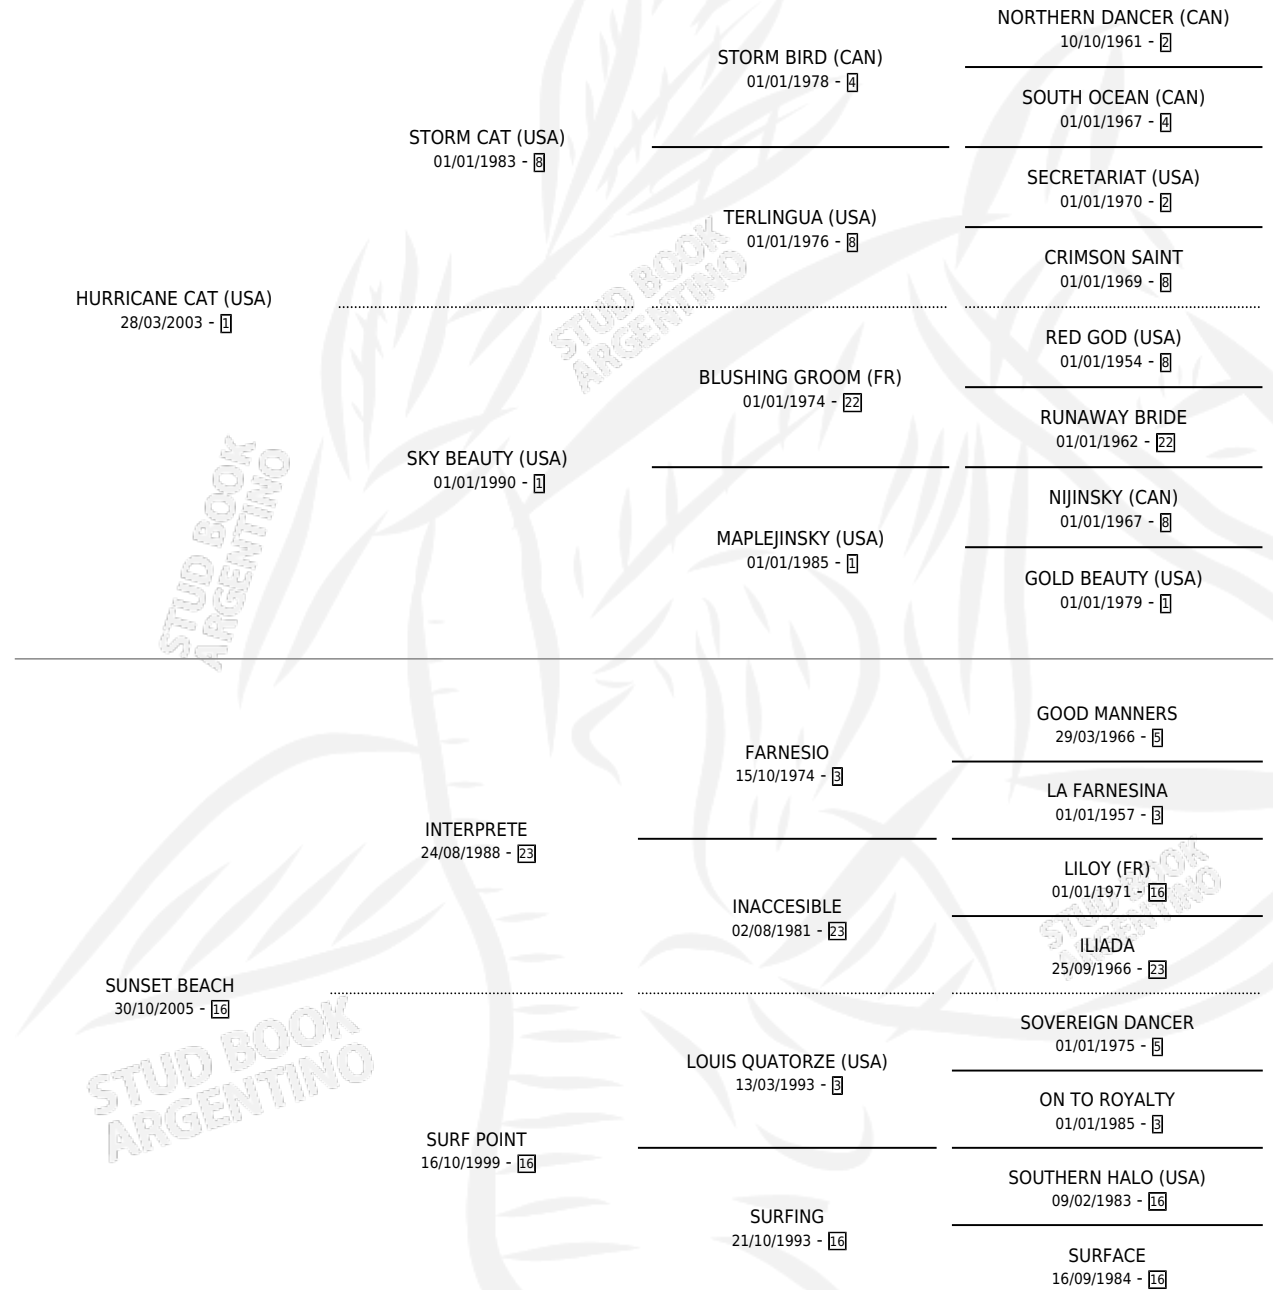 NORTHERN DANCER (CAN)
10/10/1961 - 2
STORM BIRD (CAN)
01/01/1978 - 4
SOUTH OCEAN (CAN)
01/01/1967 - 4
STORM CAT (USA)
01/01/1983 - 8
SECRETARIAT (USA)
01/01/1970 - 2
TERLINGUA (USA)
01/01/1976 - 8
CRIMSON SAINT
01/01/1969 - 8
HURRICANE CAT (USA)
28/03/2003 - 1
STUD BOOK
ARGENTINO
RED GOD (USA)
01/01/1954 - 8
BLUSHING GROOM (FR)
01/01/1974 - 22
RUNAWAY BRIDE
01/01/1962 - 22
SKY BEAUTY (USA)
01/01/1990 - 1
NIJINSKY (CAN)
01/01/1967 - 8
MAPLEJINSKY (USA)
01/01/1985 - 1
GOLD BEAUTY (USA)
01/01/1979 - 1
STUD BOOK
ARGENTINO
GOOD MANNERS
29/03/1966 - 5
FARNESIO
15/10/1974 - 3
LA FARNESINA
01/01/1957 - 3
INTERPRETE
24/08/1988 - 23
LILOY (FR)
01/01/1971 - 16
INACCESIBLE
02/08/1981 - 23
STUD BOOK
ARGENTINO
ILIADA
25/09/1966 - 23
SUNSET BEACH
30/10/2005 - 16
SOVEREIGN DANCER
01/01/1975 - 5
LOUIS QUATORZE (USA)
13/03/1993 - 3
STUD BOOK
ARGENTINO
ON TO ROYALTY
01/01/1985 - 3
SURF POINT
16/10/1999 - 16
SOUTHERN HALO (USA)
09/02/1983 - 16
SURFING
21/10/1993 - 16
SURFACE
16/09/1984 - 16